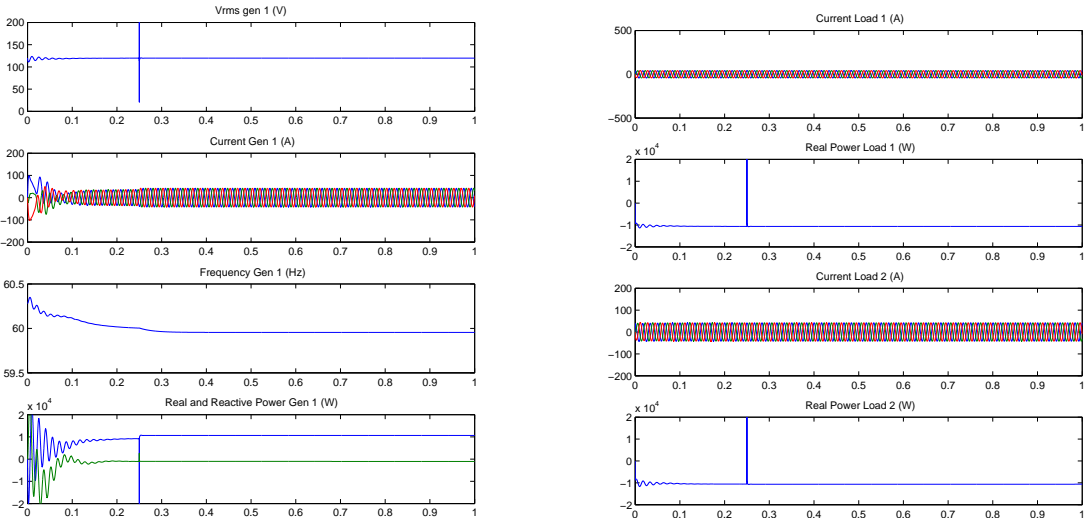 Vrms gen 1 (V)
200
150
100
50
0
0 0.1 0.2 0.3 0.4 0.5 0.6 0.7 0.8 0.9 1
Current Gen 1 (A)
200
100
0
−100
−200
0 0.1 0.2 0.3 0.4 0.5 0.6 0.7 0.8 0.9 1
Frequency Gen 1 (Hz)
60.5
60
59.5
0 0.1 0.2 0.3 0.4 0.5 0.6 0.7 0.8 0.9 1
x 10^4
Real and Reactive Power Gen 1 (W)
2
1
0
−1
−2
0 0.1 0.2 0.3 0.4 0.5 0.6 0.7 0.8 0.9 1
Current Load 1 (A)
500
0
−500
0 0.1 0.2 0.3 0.4 0.5 0.6 0.7 0.8 0.9 1
x 10^4
Real Power Load 1 (W)
2
1
0
−1
−2
0 0.1 0.2 0.3 0.4 0.5 0.6 0.7 0.8 0.9 1
Current Load 2 (A)
200
100
0
−100
−200
0 0.1 0.2 0.3 0.4 0.5 0.6 0.7 0.8 0.9 1
x 10^4
Real Power Load 2 (W)
2
1
0
−1
−2
0 0.1 0.2 0.3 0.4 0.5 0.6 0.7 0.8 0.9 1